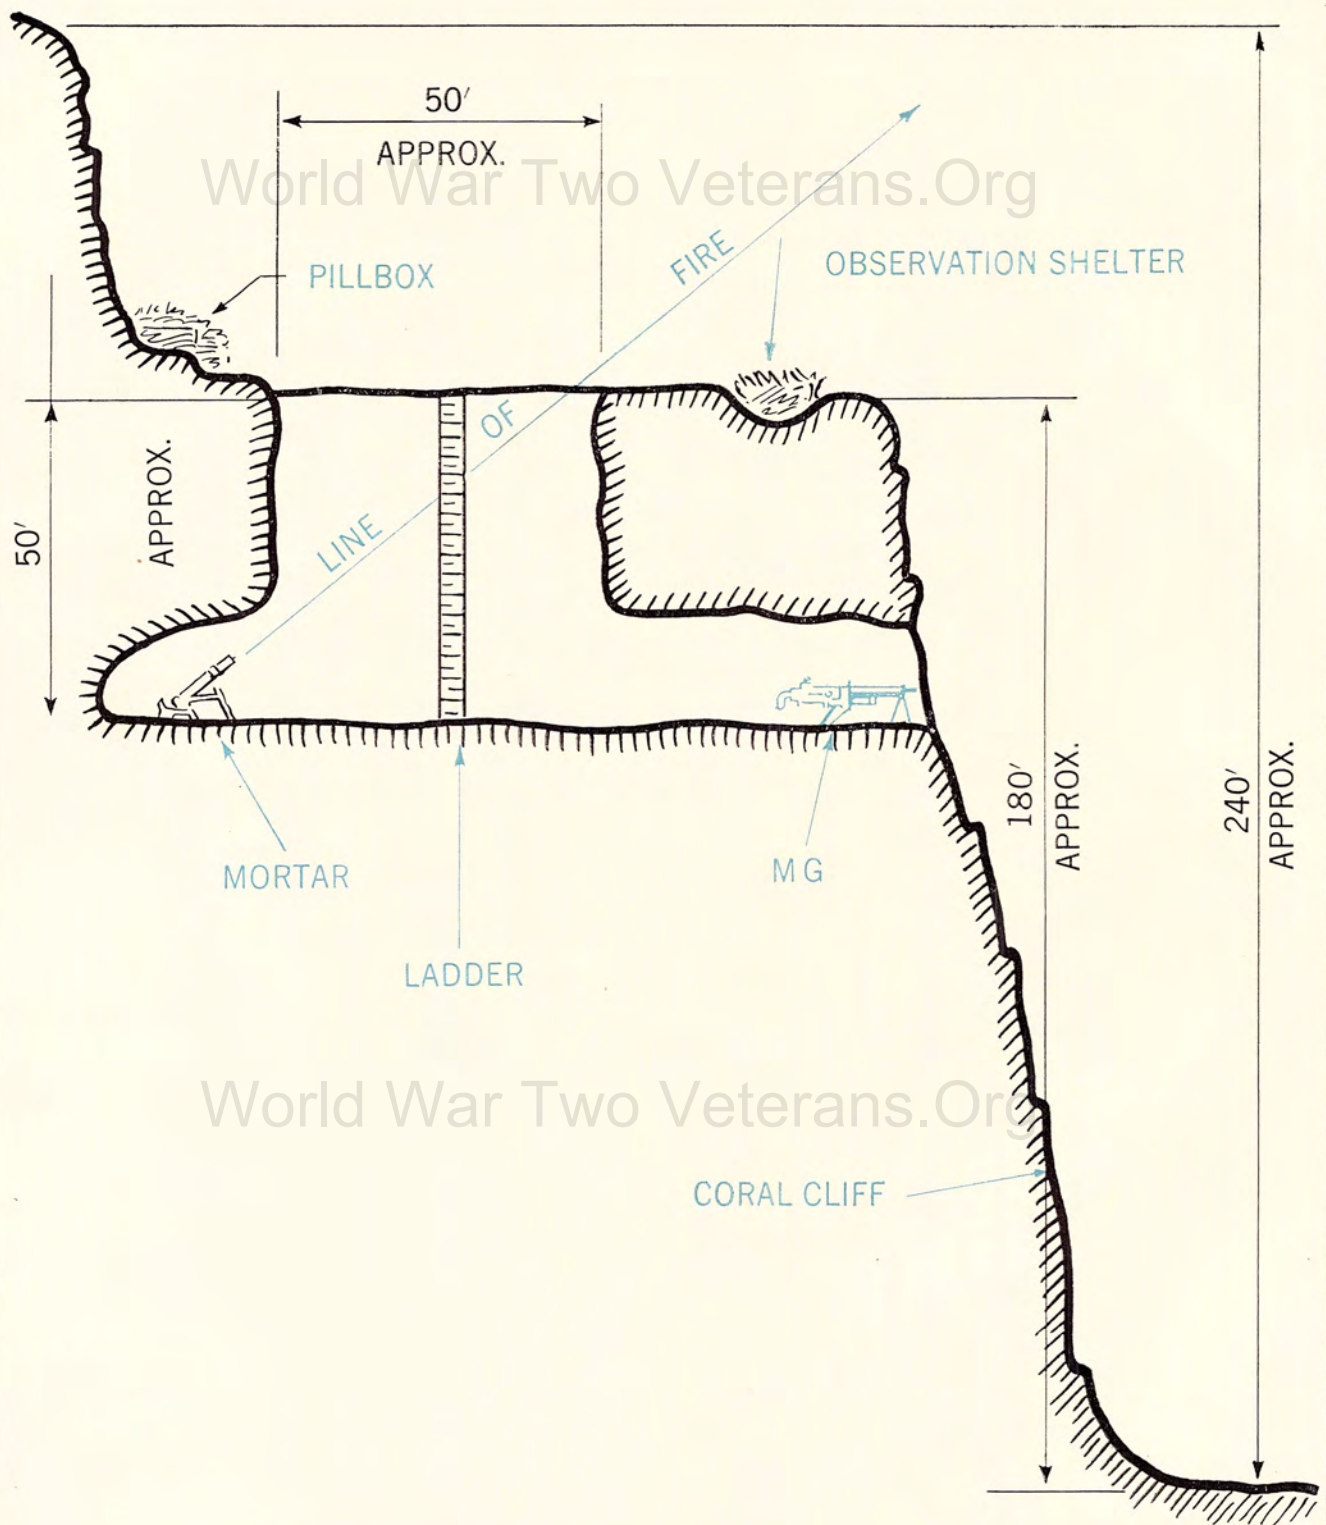 50′
APPROX.
World War Two Veterans.Org
FIRE
OBSERVATION SHELTER
PILLBOX
OF
APPROX.
50′
LINE
180′
APPROX.
240′
APPROX.
MORTAR
MG
LADDER
World War Two Veterans.Org
CORAL CLIFF